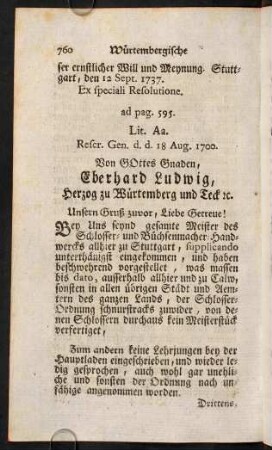 760 Würtembergische
ser ernstlicher Will und Meynung. Stutt-
gart, den 12 Sept. 1737.
Ex speciali Resolutione.
ad pag. 595.
Lit. Aa.
Rescr. Gen. d. d. 18 Aug. 1700.
Von GOttes Gnaden,
Eberhard Ludwig,
Herzog zu Würtemberg und Teck ꝛc.
Unsern Gruß zuvor, Liebe Getreue!
Bey Uns seynd gesamte Meister des
Schlosser- und Büchsenmacher Hand-
wercks allhier zu Stuttgart, supplicando
unterthänigst eingekommen, und haben
beschwehrend vorgestellet, was massen
bis dato, ausserhalb allhier und zu Calw,
sonsten in allen übrigen Städt und Aem-
tern des ganzen Lands, der Schlosser-
Ordnung schnurstracks zuwider, von de-
nen Schlossern durchaus kein Meisterstück
verfertiget,
Zum andern keine Lehrjungen bey der
Hauptladen eingeschrieben, und wieder le-
dig gesprochen, auch wohl gar unehli-
che und sonsten der Ordnung nach un-
fähige angenommen worden.
Drittens,